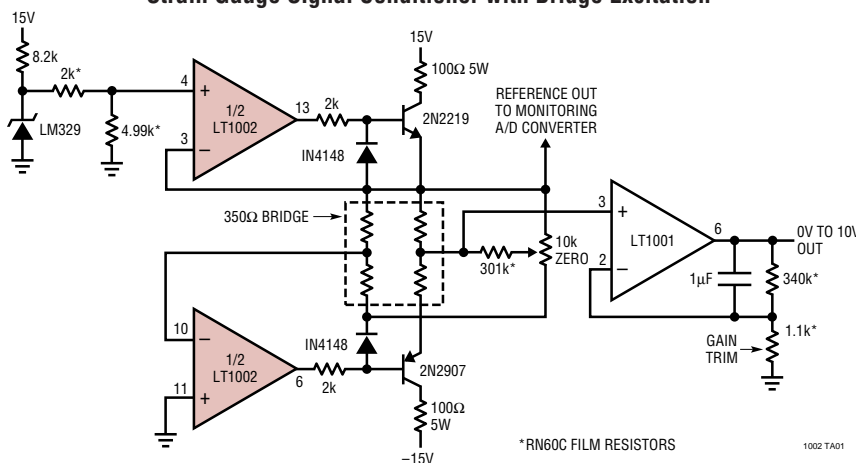 Strain Gauge Signal Conditioner with Bridge Excitation
15V
8.2k
2k*
LM329
4.99k*
4
+
3
–
1/2
LT1002
13
2k
IN4148
15V
100Ω 5W
2N2219
REFERENCE OUT
TO MONITORING
A/D CONVERTER
350Ω BRIDGE
301k*
10k
ZERO
3
+
2
–
LT1001
6
0V TO 10V
OUT
1µF
340k*
GAIN
TRIM
1.1k*
10
–
11
+
1/2
LT1002
6
2k
IN4148
2N2907
100Ω
5W
–15V
*RN60C FILM RESISTORS
1002 TA01